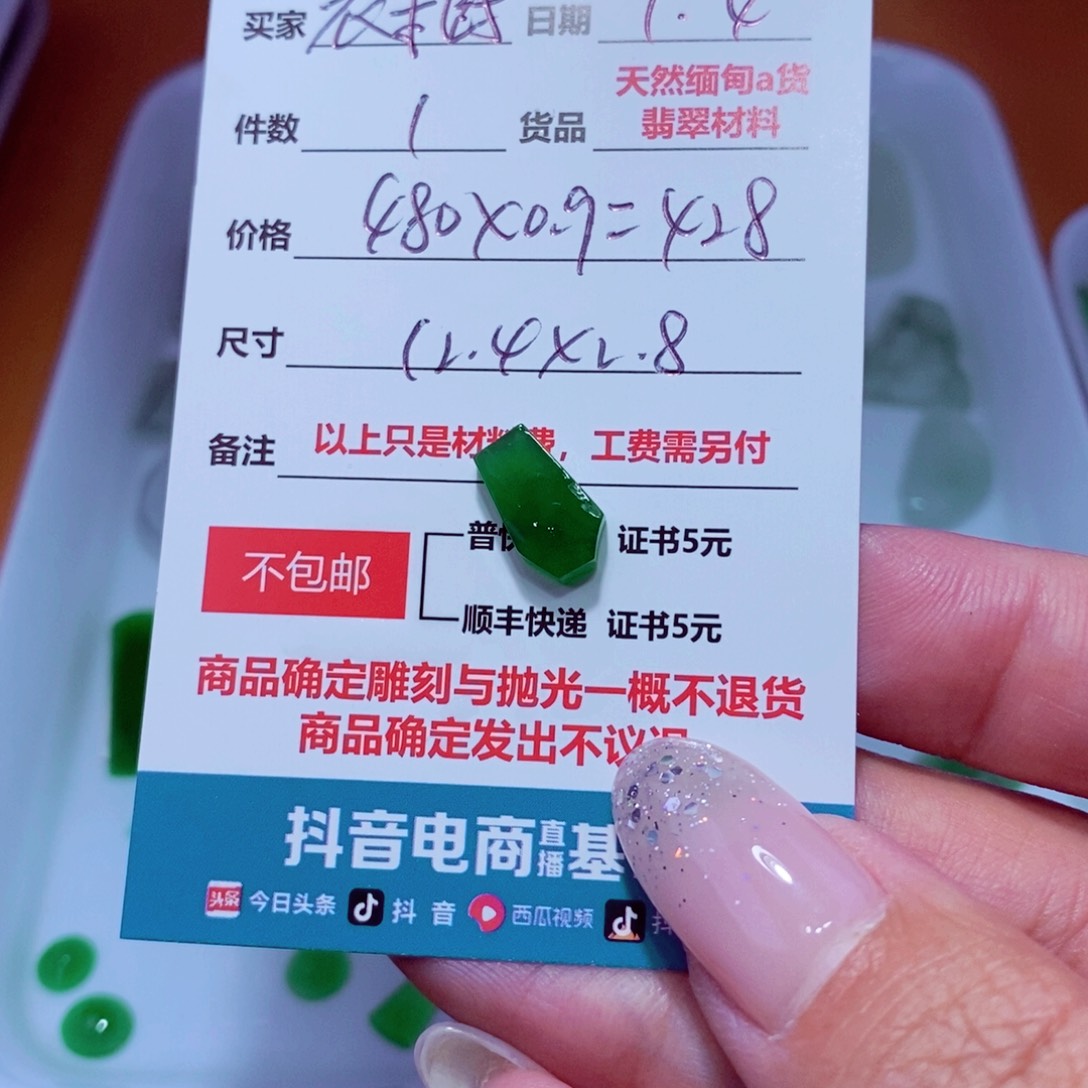 买家 日期 1.4
件数 1 货品 天然缅甸a货
翡翠材料
价格 480×0.9=428
尺寸 12.4×2.8
备注 以上只是材料费，工费需另付
不包邮
普快 证书5元
顺丰快递 证书5元
商品确定雕刻与抛光一概不退货
商品确定发出不议
抖音电商直播基
头条 今日头条 抖音 西瓜视频 抖